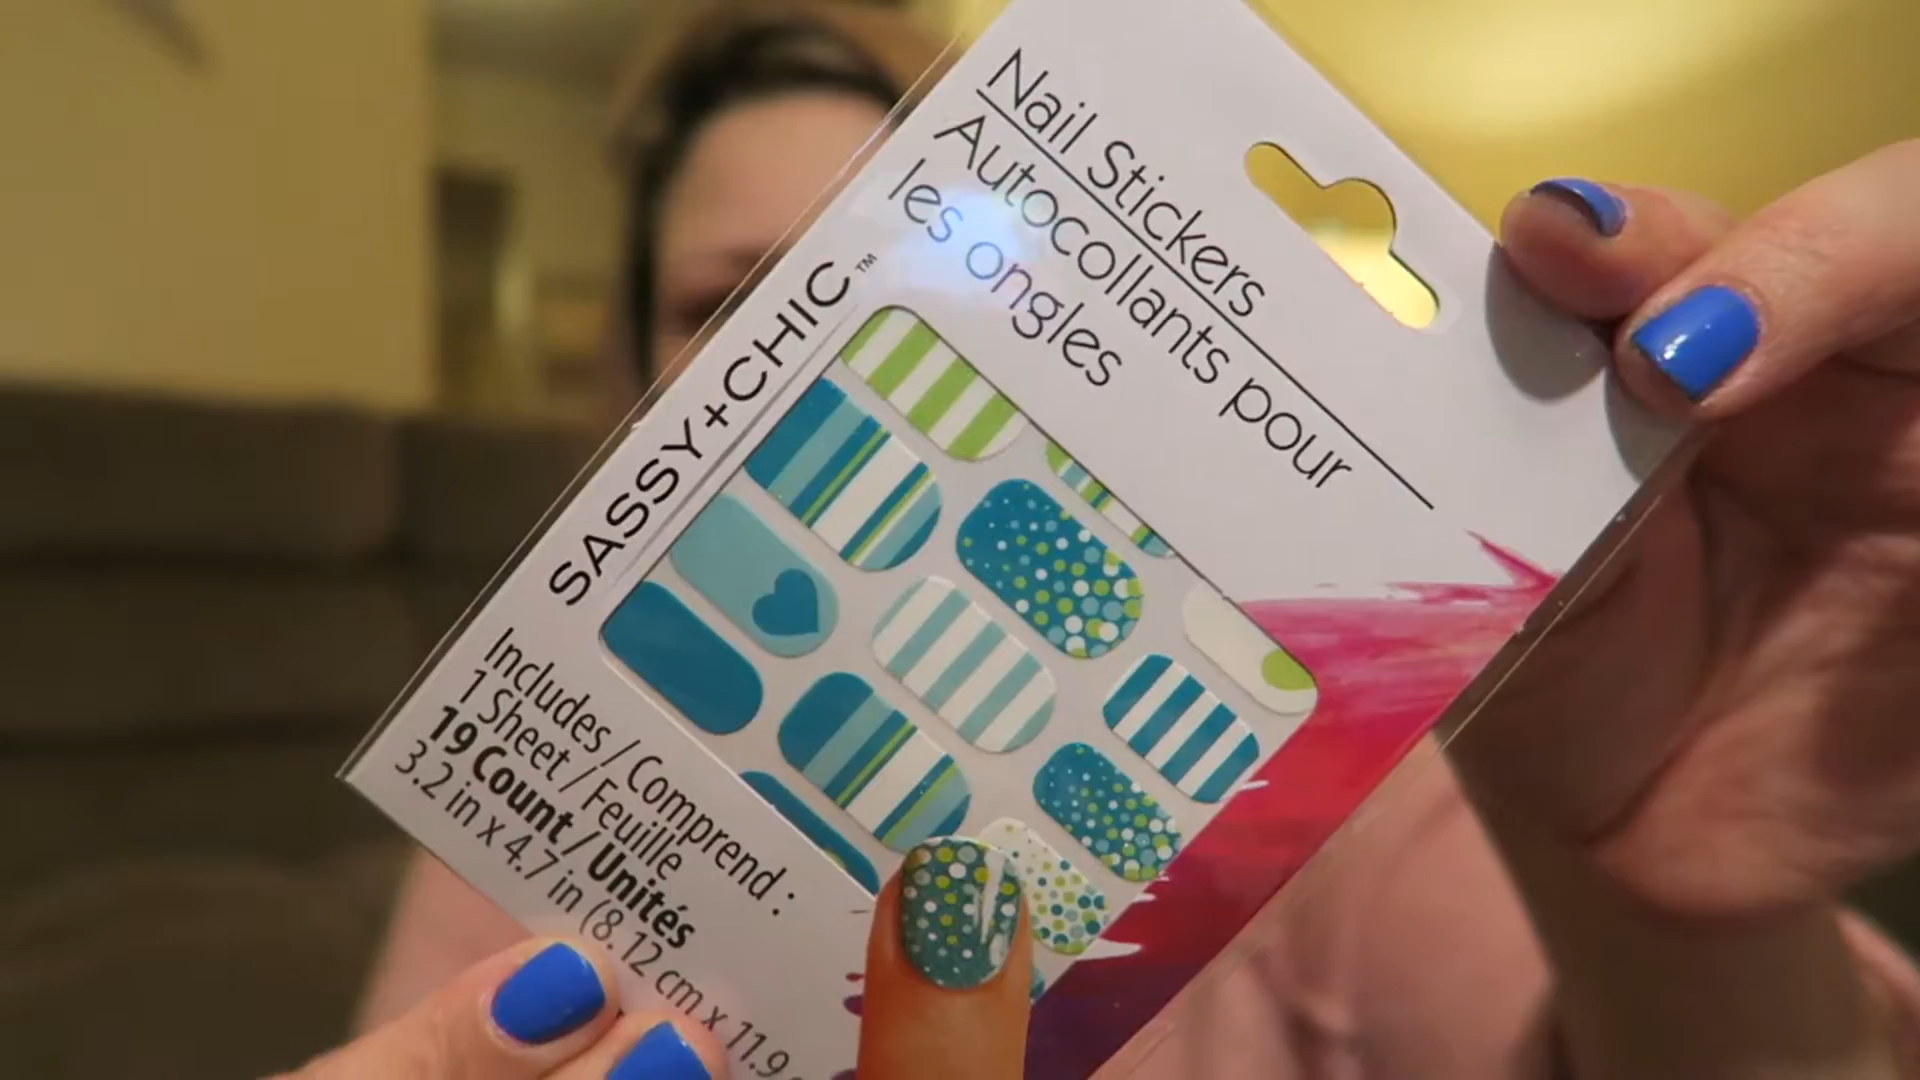 Nail Stickers
Autocollants pour
les ongles
SASSY+CHIC™
Includes / Comprend :
1 Sheet / Feuille
19 Count / Unités
3.2 in x 4.7 in (8.12 cm x 11.9